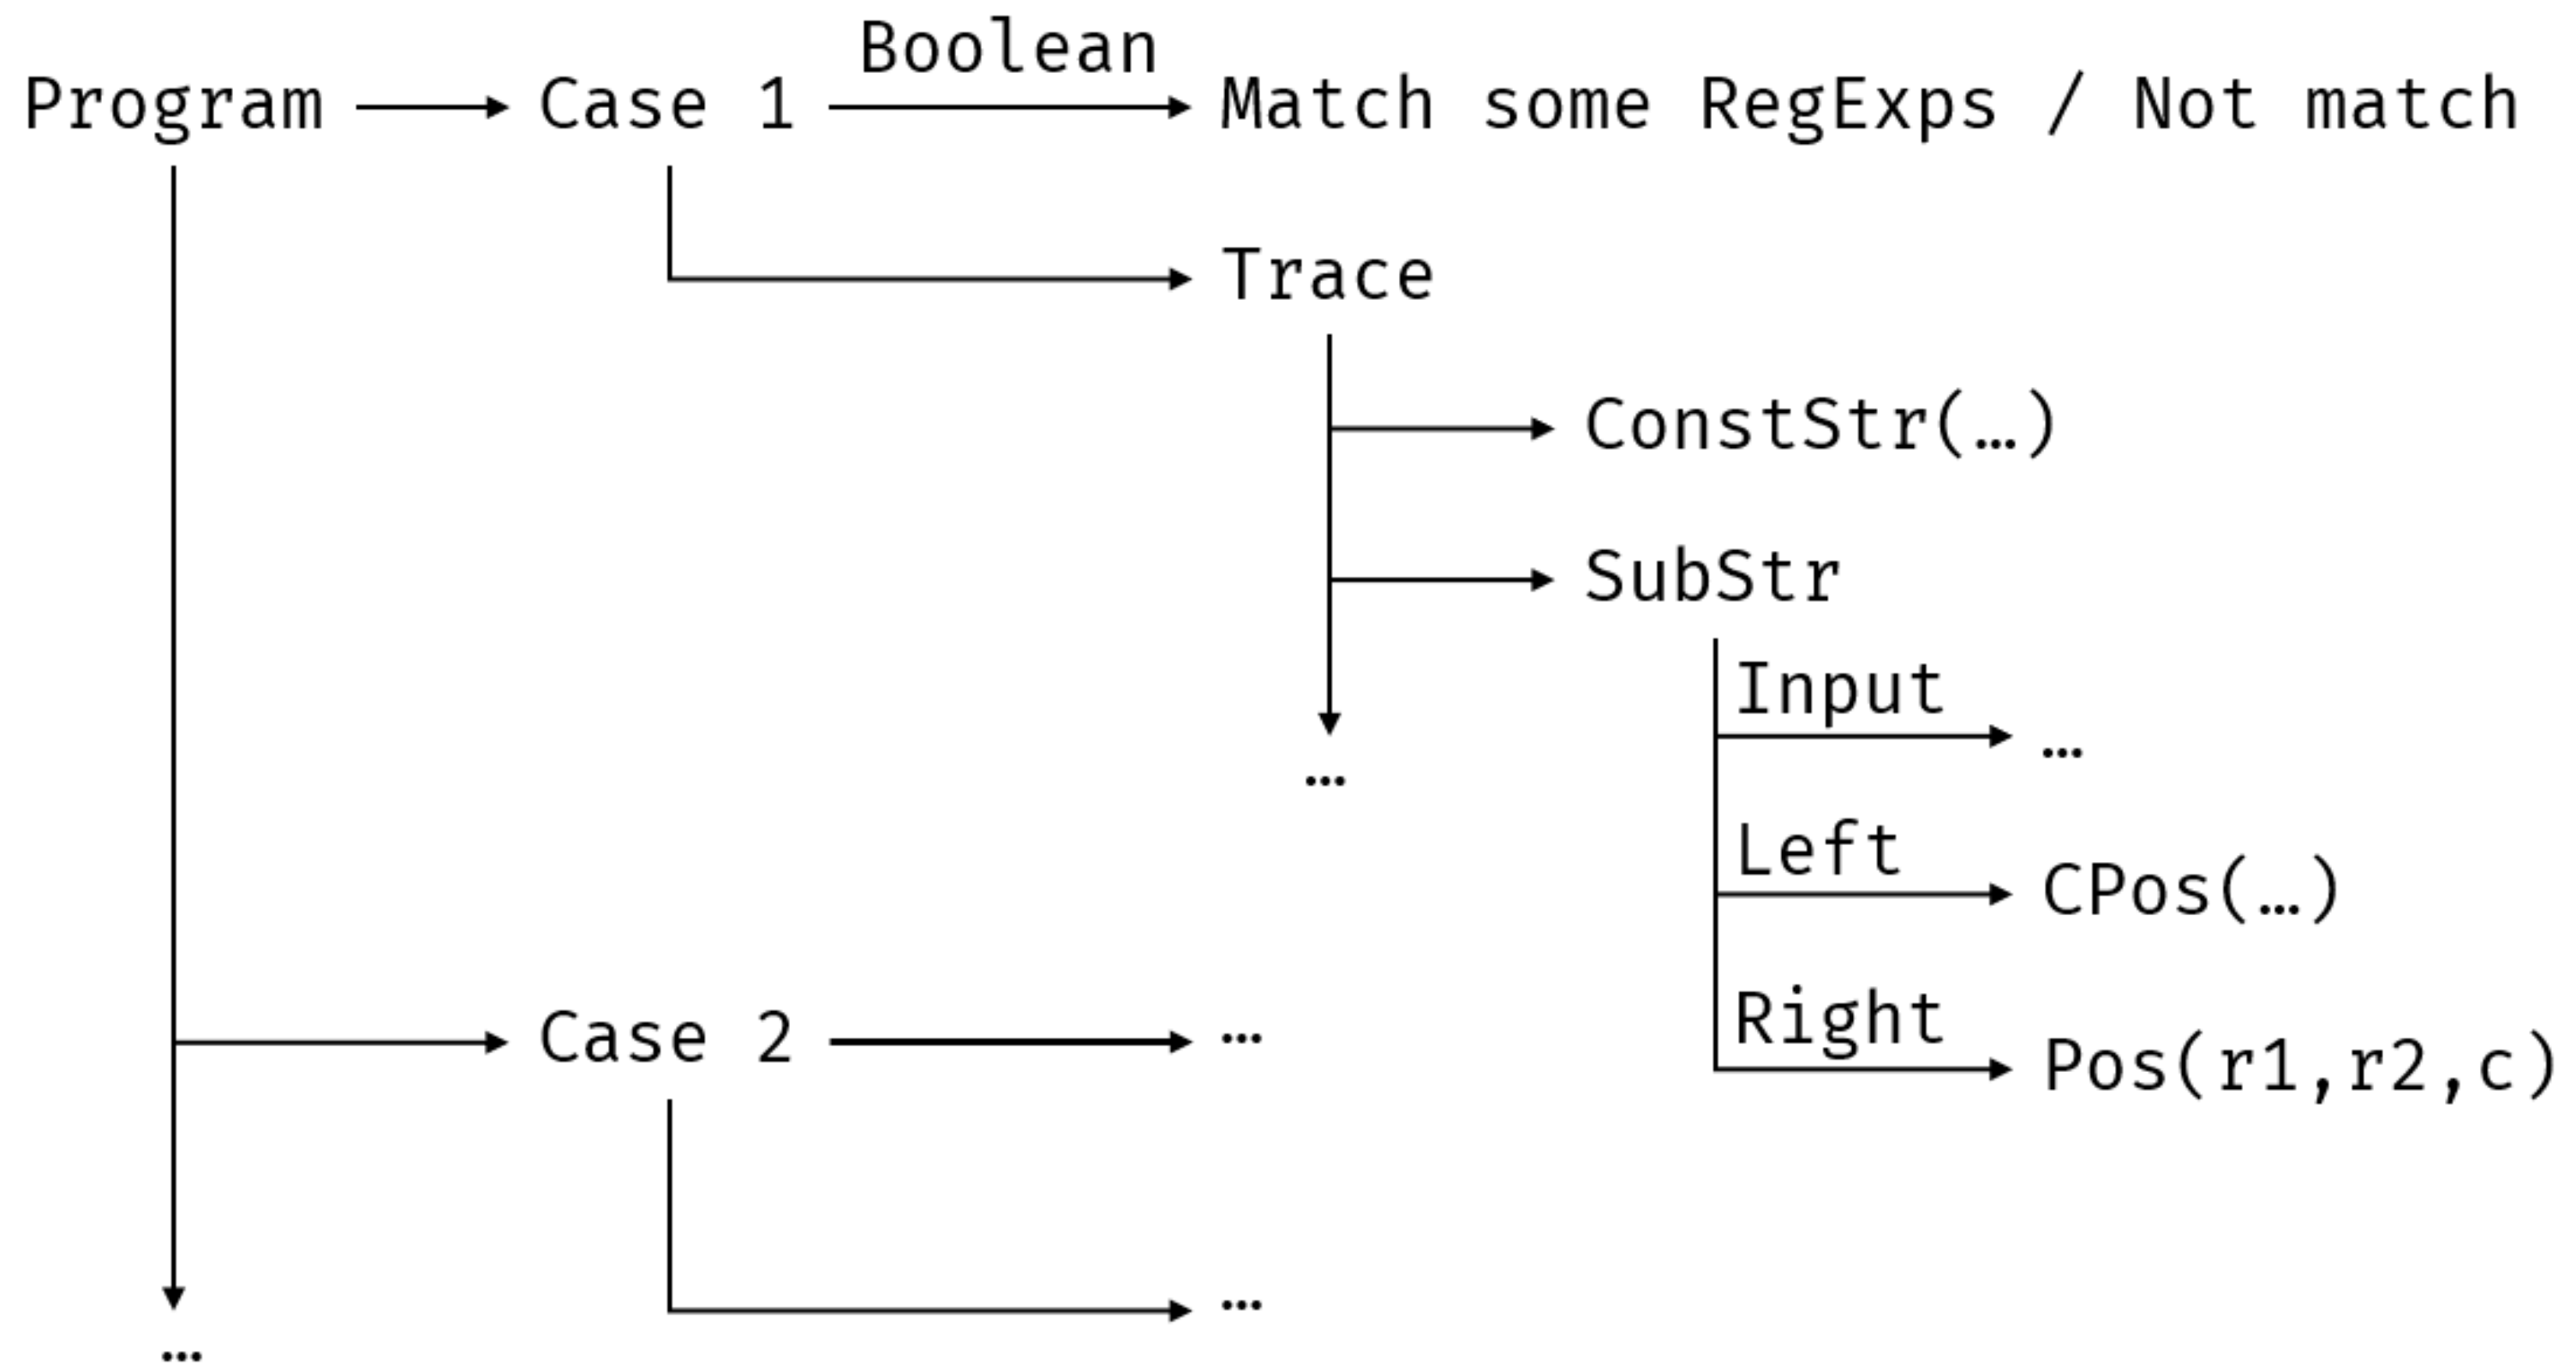 Boolean
Program Case 1 Match some RegExps / Not match
Trace
ConstStr(…)
SubStr
Input
…
…
Left
CPos(…)
Right
Case 2 …
Pos(r1,r2,c)
…
…